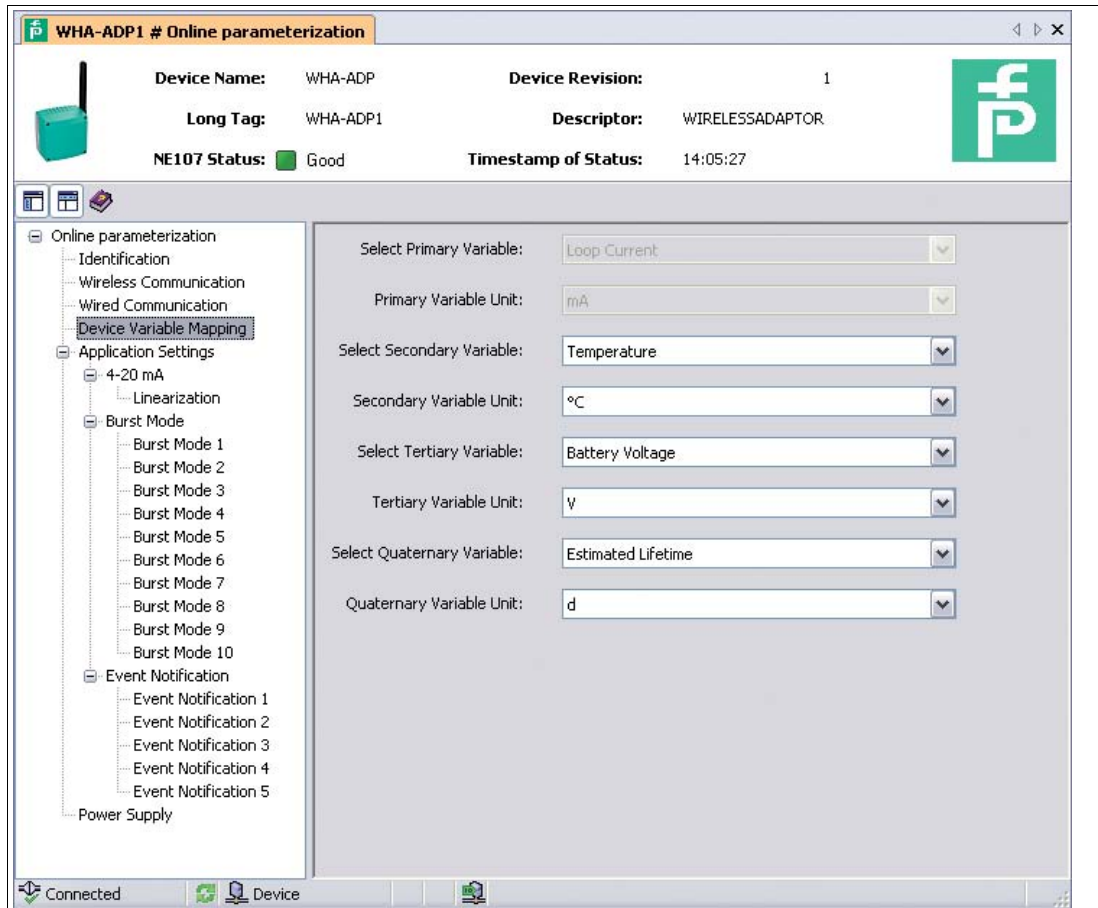 WHA-ADP1 # Online parameterization
Device Name: WHA-ADP Device Revision: 1
Long Tag: WHA-ADP1 Descriptor: WIRELESSADAPTOR
NE107 Status: Good Timestamp of Status: 14:05:27
Online parameterization
Identification
Wireless Communication
Wired Communication
Device Variable Mapping
Application Settings
4-20 mA
Linearization
Burst Mode
Burst Mode 1
Burst Mode 2
Burst Mode 3
Burst Mode 4
Burst Mode 5
Burst Mode 6
Burst Mode 7
Burst Mode 8
Burst Mode 9
Burst Mode 10
Event Notification
Event Notification 1
Event Notification 2
Event Notification 3
Event Notification 4
Event Notification 5
Power Supply
Select Primary Variable: Loop Current
Primary Variable Unit: mA
Select Secondary Variable: Temperature
Secondary Variable Unit: °C
Select Tertiary Variable: Battery Voltage
Tertiary Variable Unit: V
Select Quaternary Variable: Estimated Lifetime
Quaternary Variable Unit: d
Connected Device